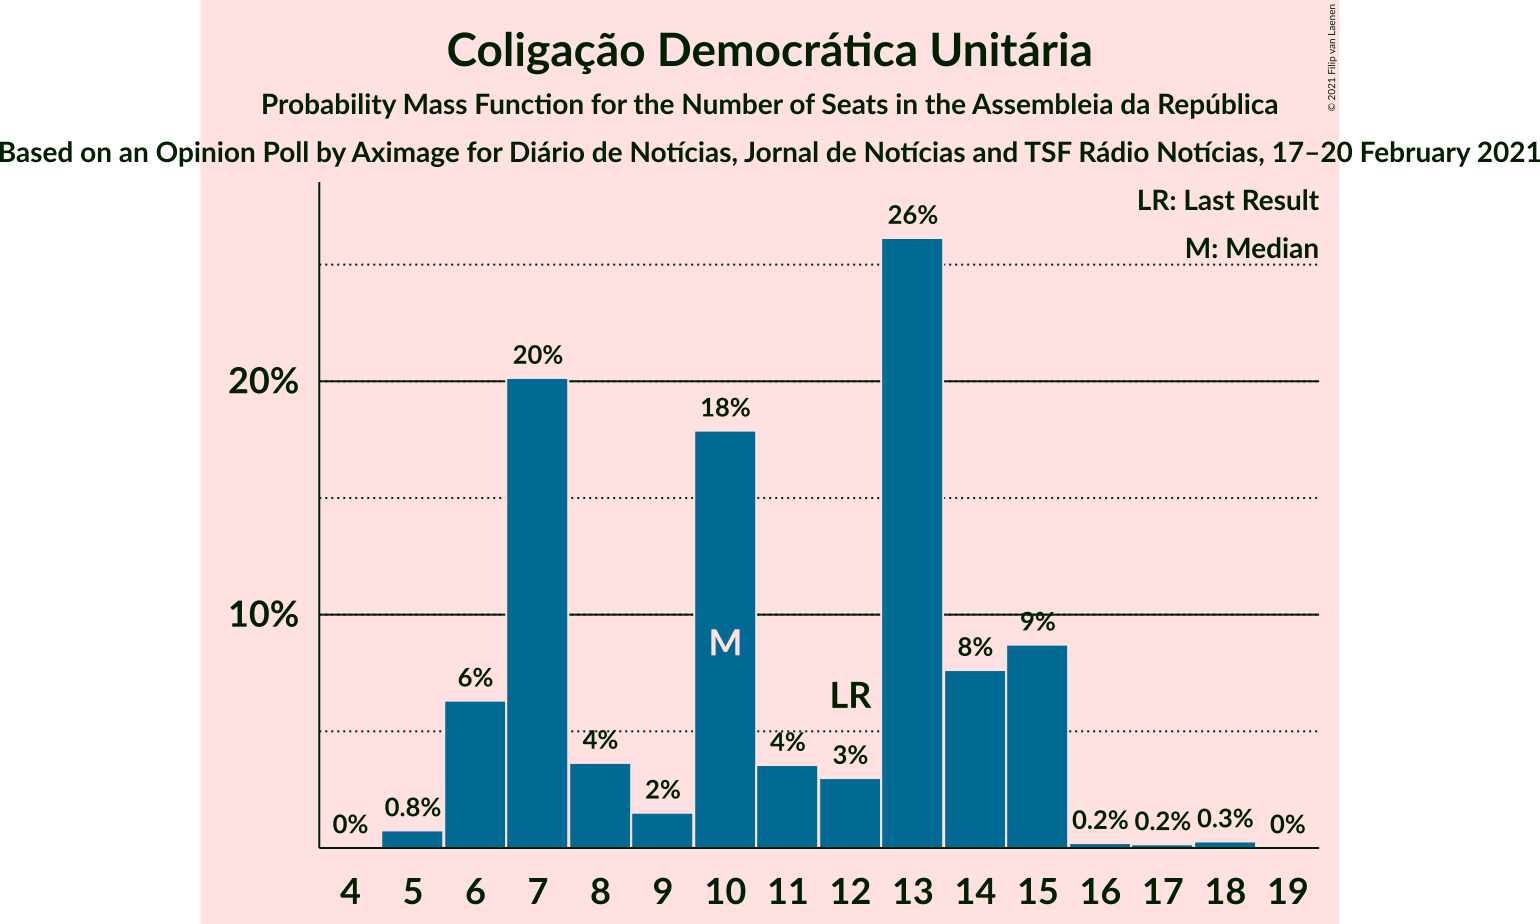 Coligação Democrática Unitária
Probability Mass Function for the Number of Seats in the Assembleia da República
Based on an Opinion Poll by Aximage for Diário de Notícias, Jornal de Notícias and TSF Rádio Notícias, 17–20 February 2021
© 2021 Filip van Laenen
LR: Last Result
M: Median
26%
20%
20%
18%
10%
9%
8%
M
6%
LR
4%
4%
3%
2%
0%
0.8%
0.2%
0.2%
0.3%
0%
4 5 6 7 8 9 10 11 12 13 14 15 16 17 18 19